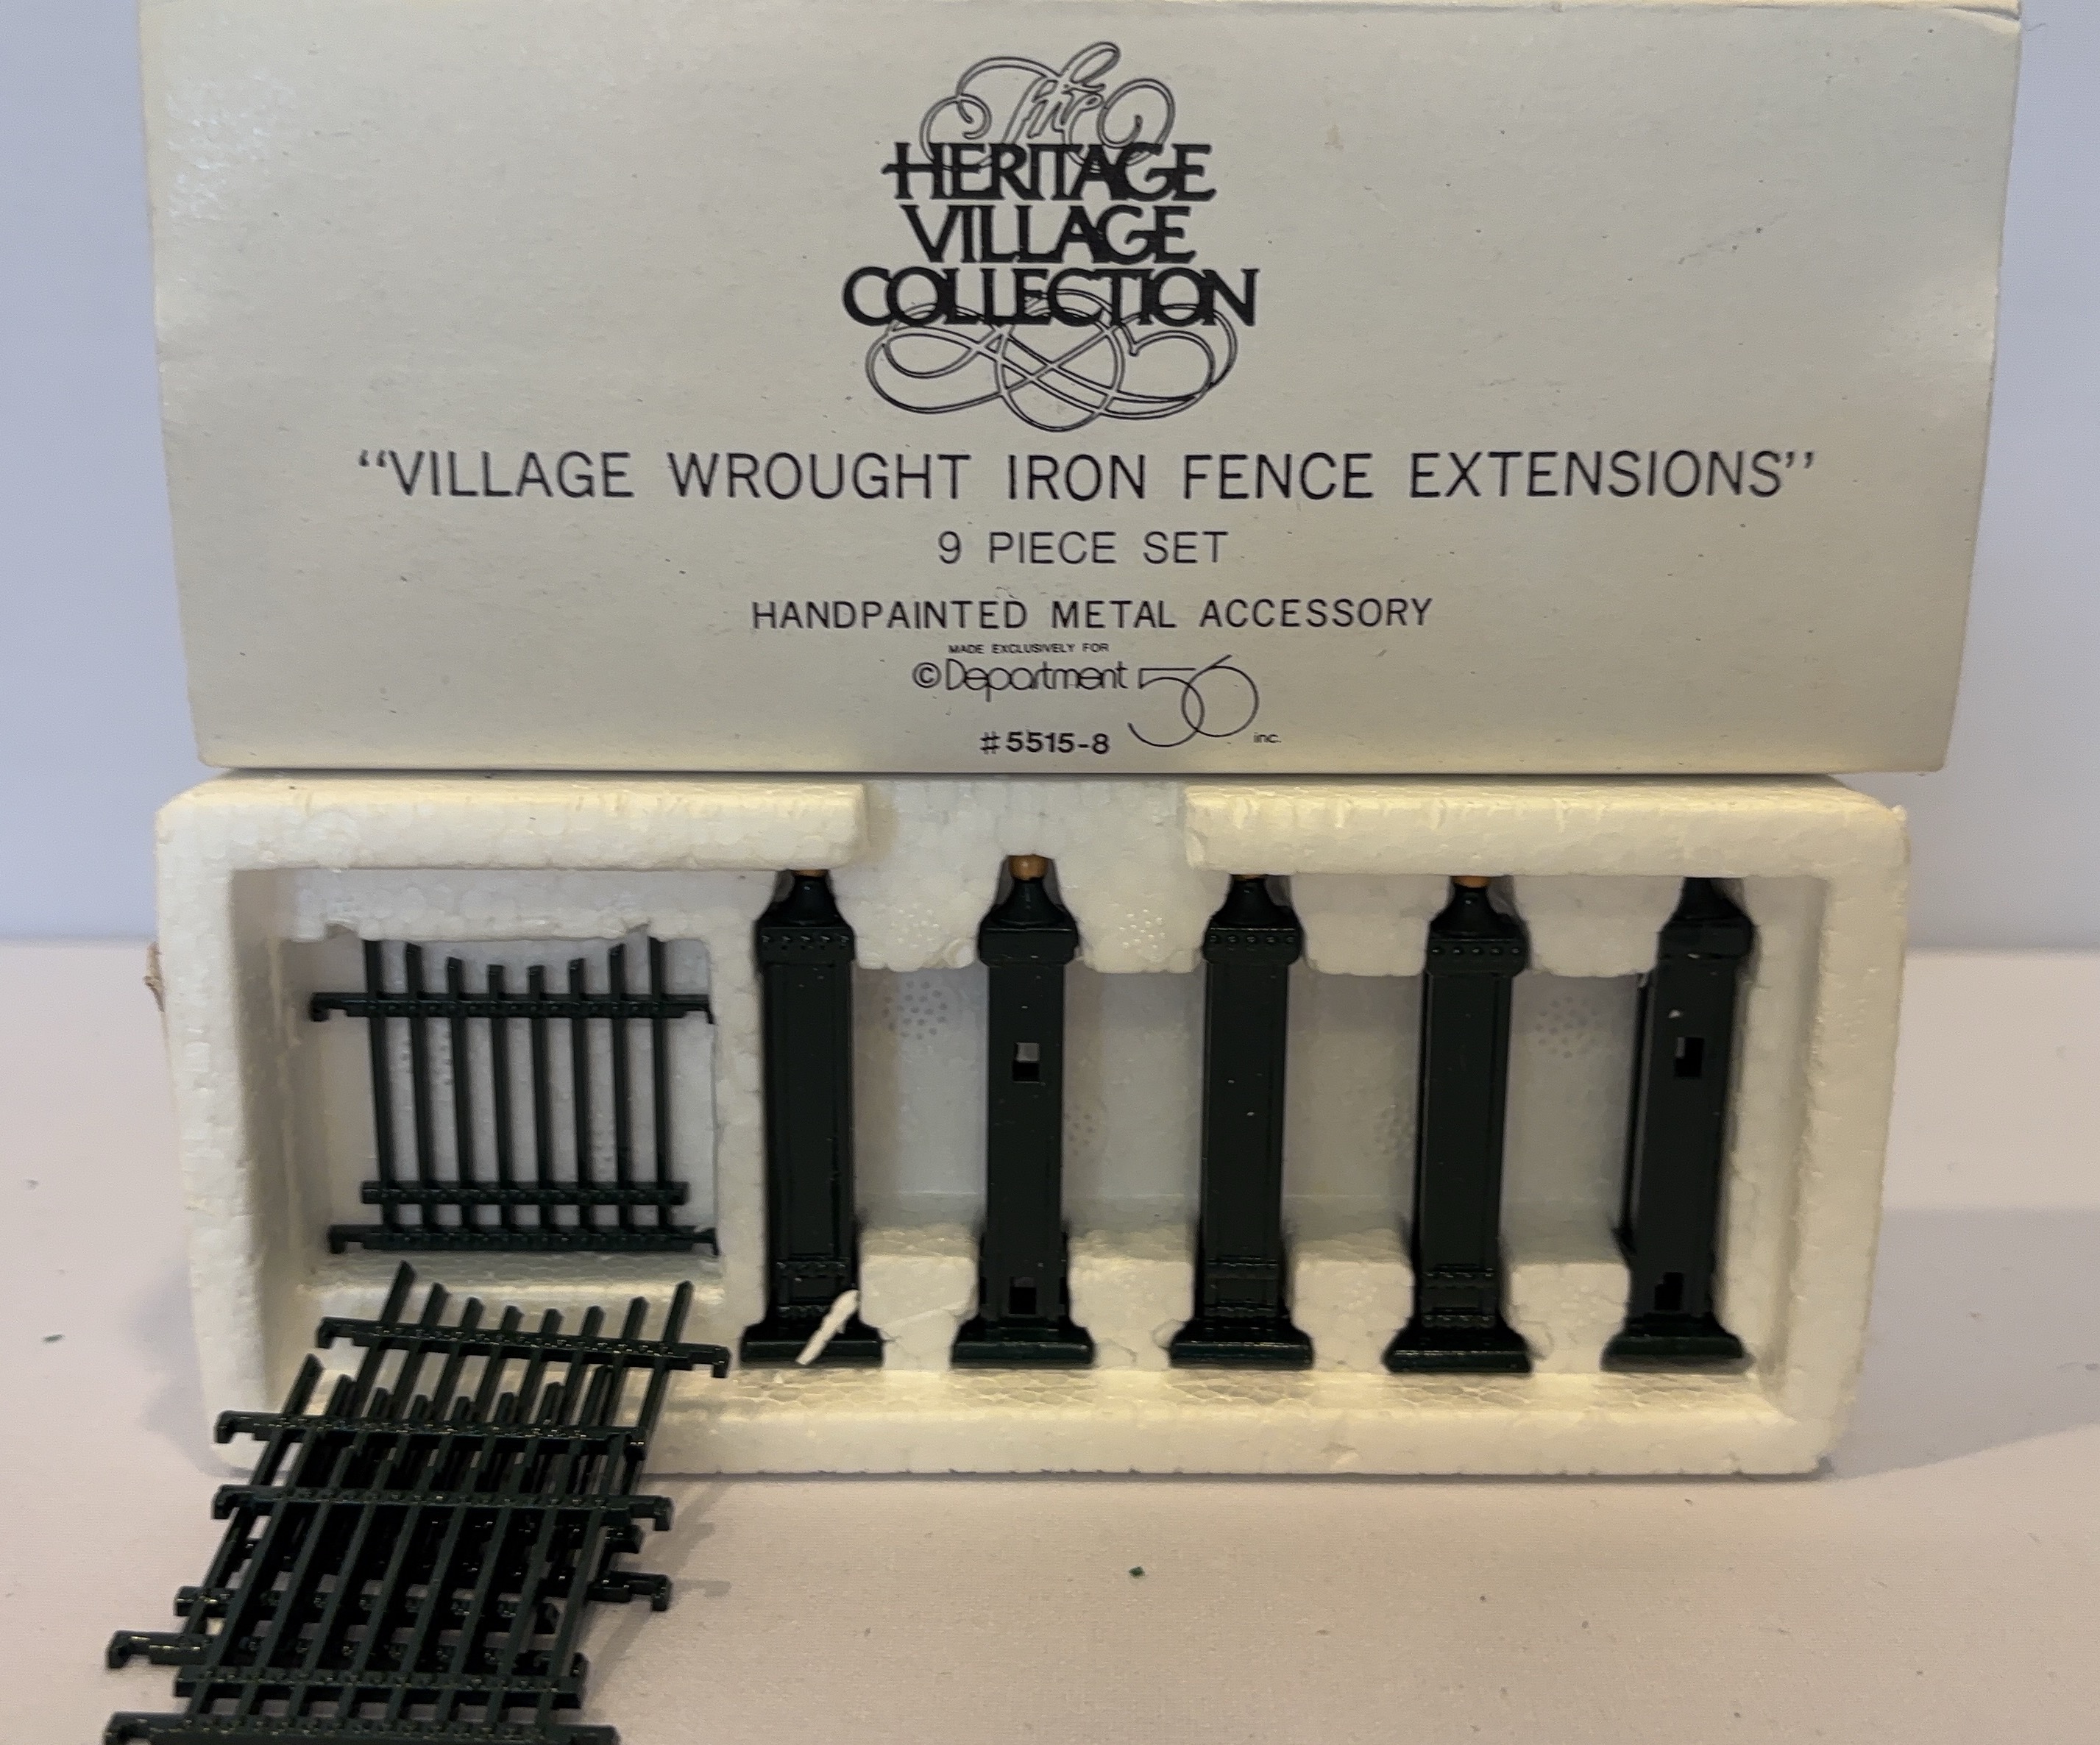 The
HERITAGE
VILLAGE
COLLECTION
“VILLAGE WROUGHT IRON FENCE EXTENSIONS”
9 PIECE SET
HANDPAINTED METAL ACCESSORY
MADE EXCLUSIVELY FOR
©Department 56 inc.
#5515-8